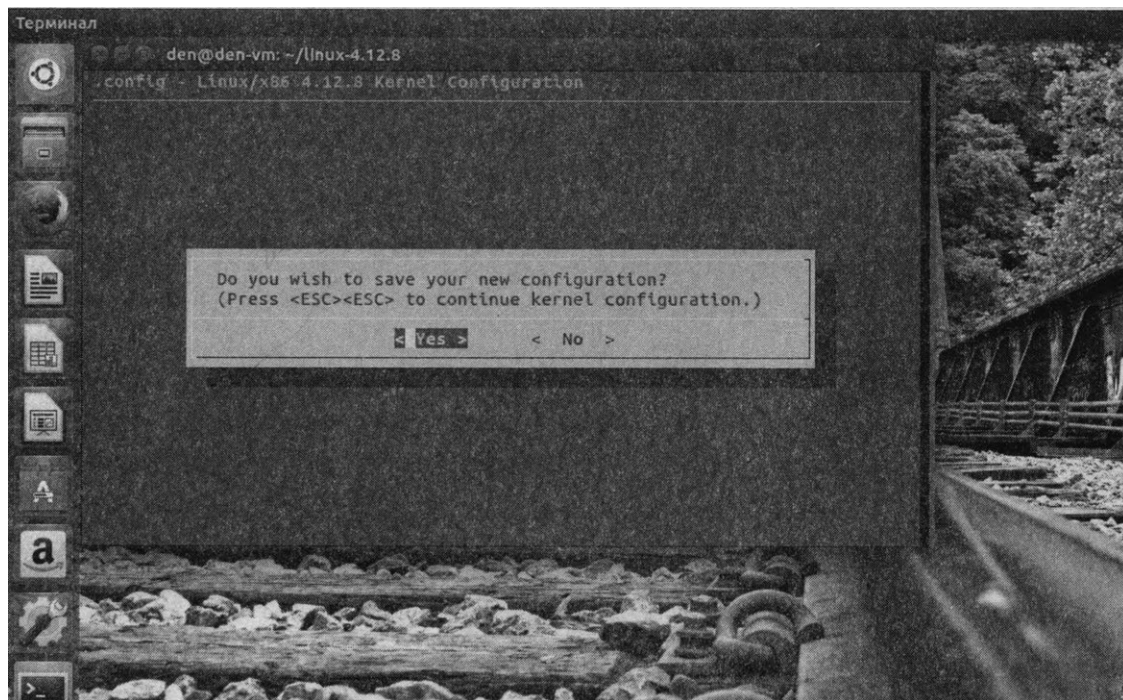 Терминал
den@den-vm: ~/linux-4.12.8
.config - Linux/x86 4.12.8 Kernel Configuration
Do you wish to save your new configuration?
(Press <ESC><ESC> to continue kernel configuration.)
< Yes > < No >